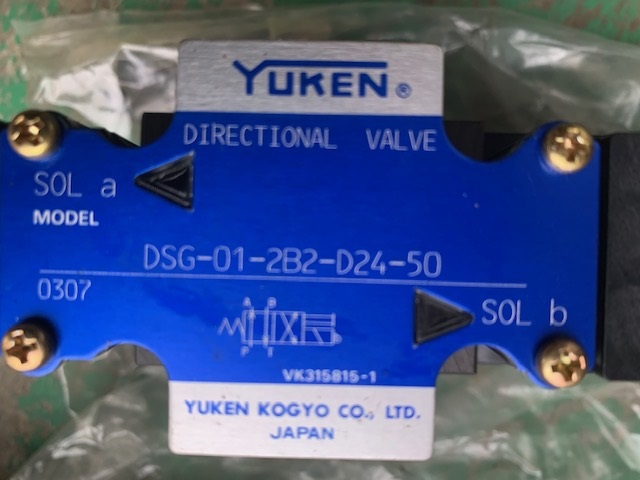 YUKEN®
DIRECTIONAL VALVE
SOL a
MODEL
DSG-01-2B2-D24-50
0307
A B
SOL b
P T
b
VK315815-1
YUKEN KOGYO CO., LTD.
JAPAN